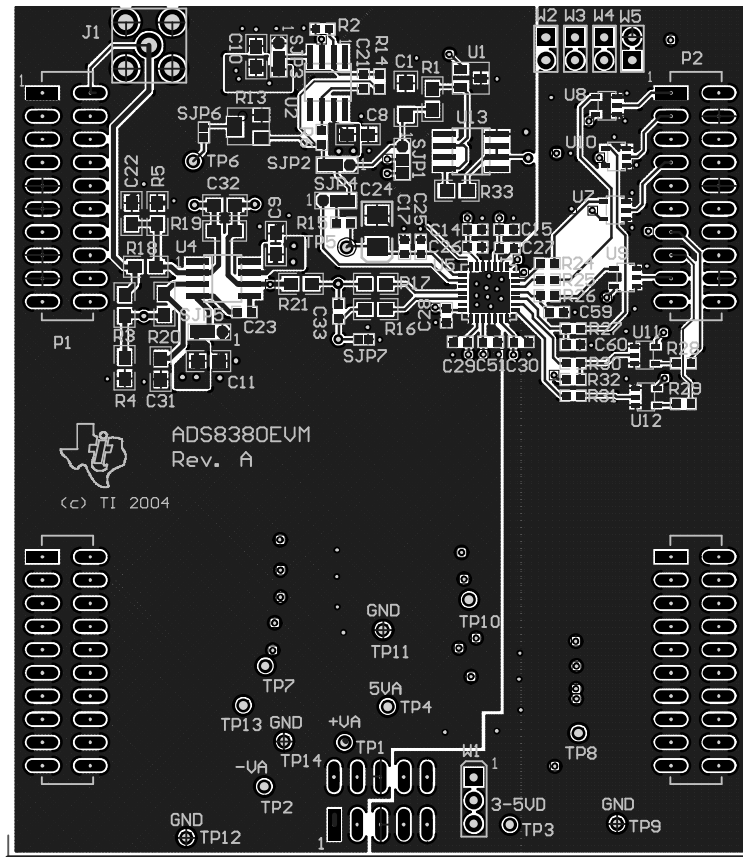 J1
R2
W2 W3 W4 W5
C10
SJP3
C21
R14
C1
U1
P2
1
1
R1
U2
R13
U8
SJP6
C8
U13
U10
TP6
SJP2
SJP1
SJP4
C22
R5
C32
C24
R33
U7
1
R19
C9
R15
C17
C25
C14
C15
TP5
C26
C27
R18
U4
U5
U9
R24
R25
R21
R17
R26
SJP5
C23
C28
C59
R3
R20
C33
R16
R27
P1
1
C60
U11
SJP7
R28
C11
C29
C51
C30
R30
R32
R29
R4
C31
R31
U12
ADS8380EVM
Rev. A
(c) TI 2004
GND
TP10
TP11
TP7
5VA
TP4
TP13
GND
+VA
TP14
TP1
W1
TP8
-VA
1
TP2
3-5VD
GND
GND
TP12
1
TP3
TP9